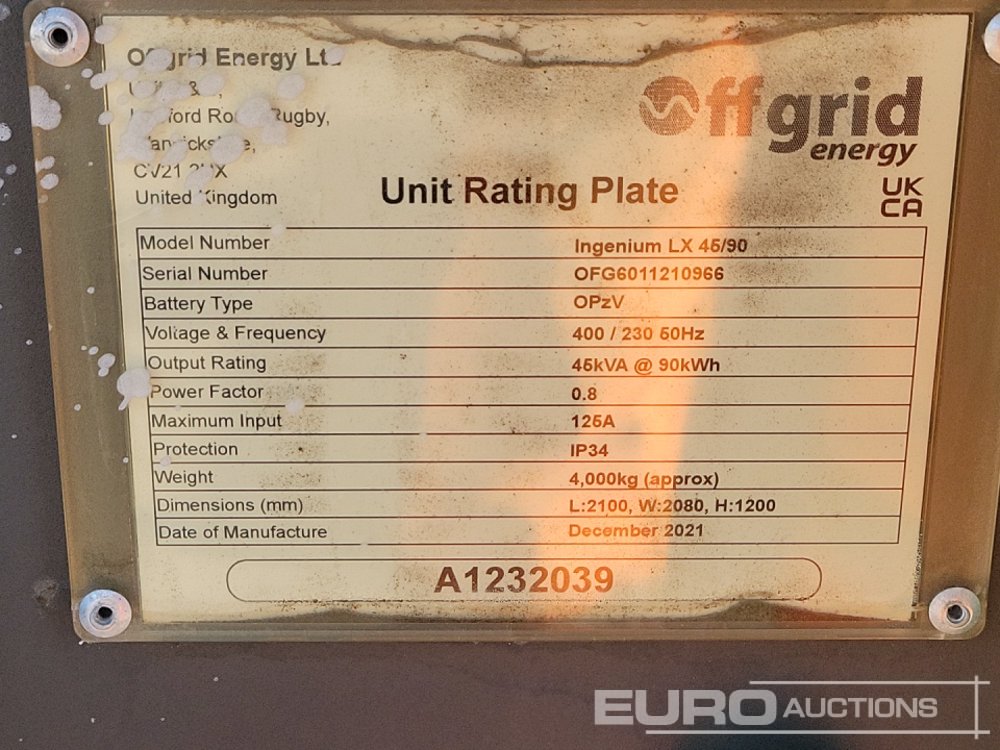 Offgrid Energy Ltd
Rugby,
CV21
United Kingdom
Offgrid
energy
Unit Rating Plate
UK
CA
Model Number Ingenium LX 45/90
Serial Number OFG6011210966
Battery Type OPzV
Voltage & Frequency 400 / 230 50Hz
Output Rating 45kVA @ 90kWh
Power Factor 0.8
Maximum Input 125A
Protection IP34
Weight 4,000kg (approx)
Dimensions (mm) L:2100, W:2080, H:1200
Date of Manufacture December 2021
A1232039
EURO AUCTIONS